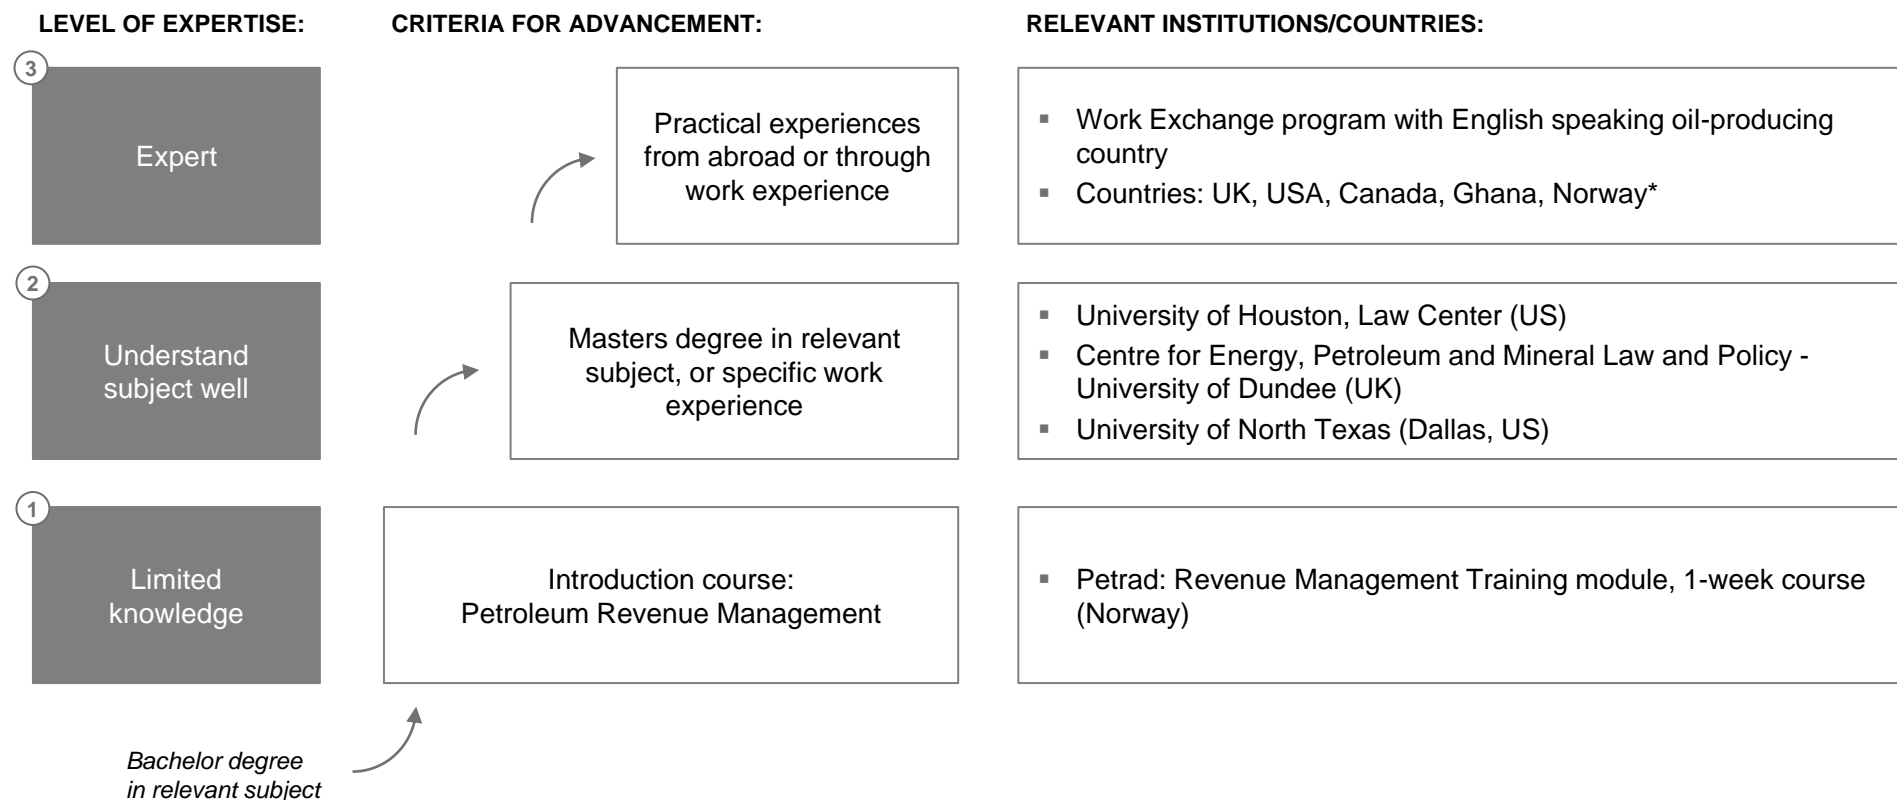 LEVEL OF EXPERTISE:
CRITERIA FOR ADVANCEMENT:
RELEVANT INSTITUTIONS/COUNTRIES:
3
Expert
Practical experiences
from abroad or through
work experience
▪ Work Exchange program with English speaking oil-producing
country
▪ Countries: UK, USA, Canada, Ghana, Norway*
2
Understand
subject well
Masters degree in relevant
subject, or specific work
experience
▪ University of Houston, Law Center (US)
▪ Centre for Energy, Petroleum and Mineral Law and Policy -
University of Dundee (UK)
▪ University of North Texas (Dallas, US)
1
Limited
knowledge
Introduction course:
Petroleum Revenue Management
▪ Petrad: Revenue Management Training module, 1-week course
(Norway)
Bachelor degree
in relevant subject